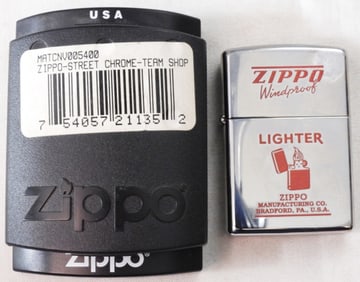 USA
MATCNV005400
ZIPPO-STREET CHROME-TEAM SHOP
7 54057 21135 2
Zippo
Zippo
ZIPPO
Windproof
LIGHTER
ZIPPO
MANUFACTURING CO.
BRADFORD, PA., U.S.A.